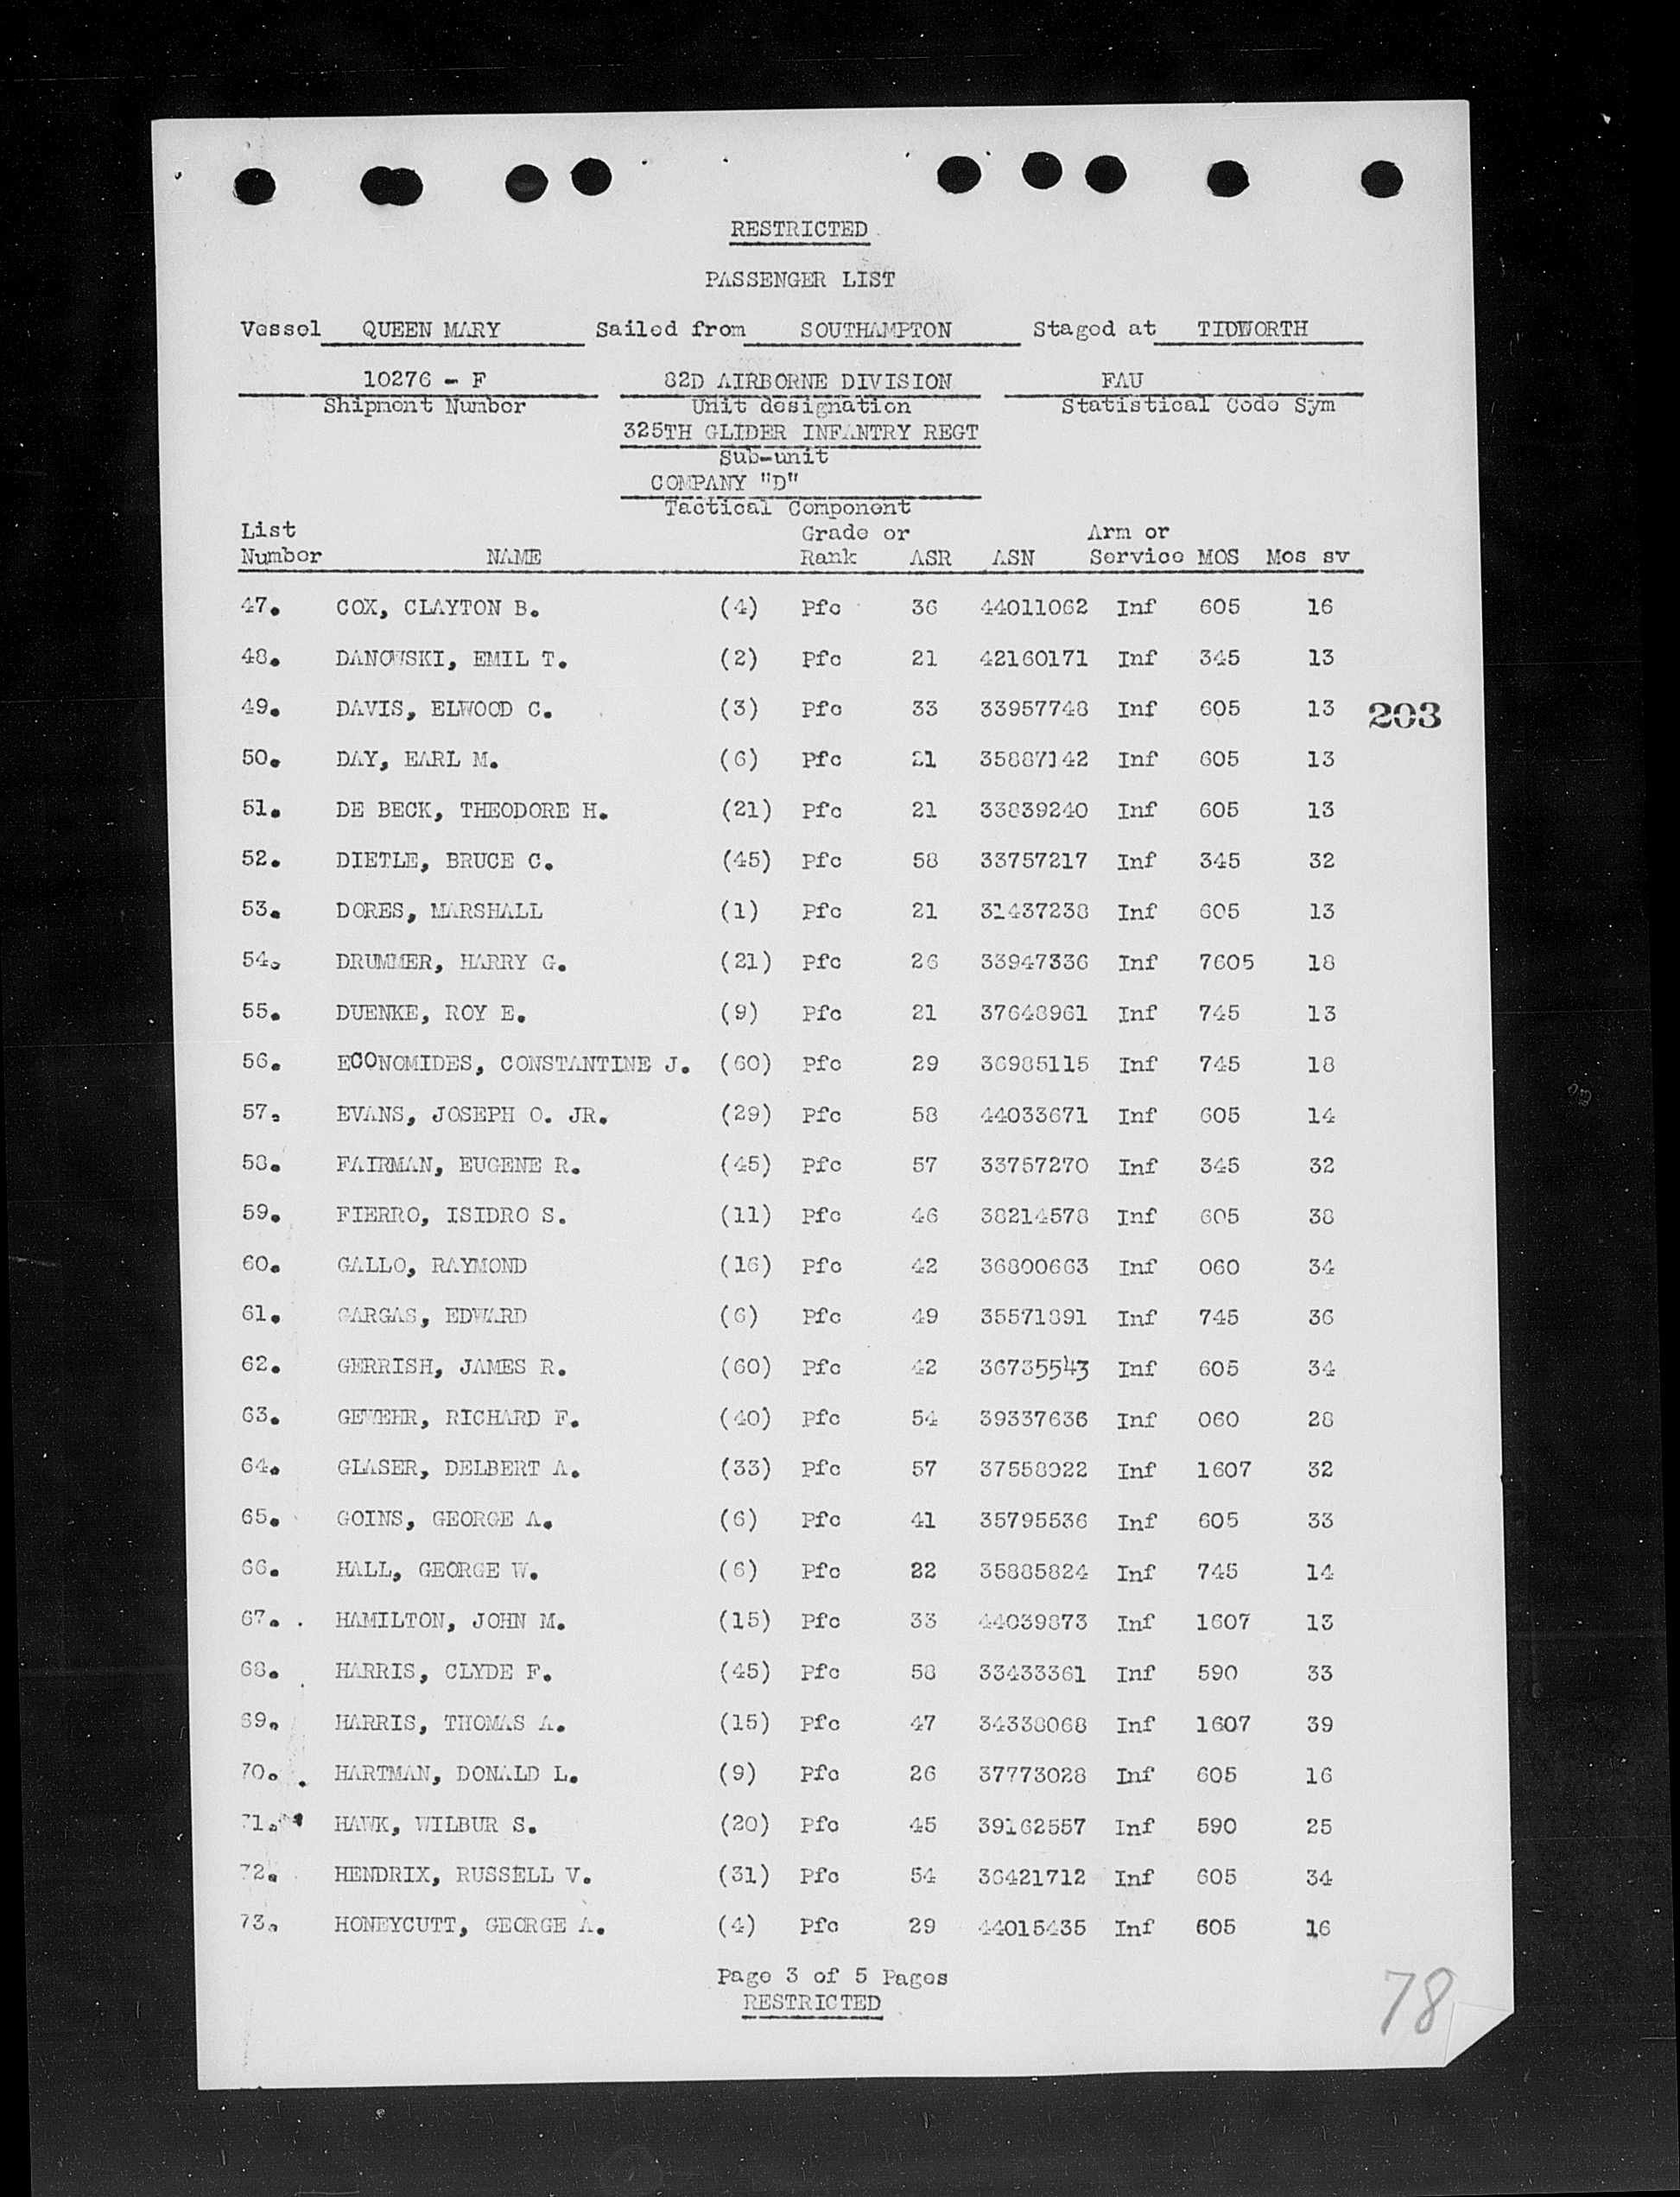 RESTRICTED
PASSENGER LIST
Vessel QUEEN MARY Sailed from SOUTHAMPTON Staged at TIDWORTH
10276 - F 82D AIRBORNE DIVISION FAU
Shipment Number Unit designation Statistical Code Sym
325TH GLIDER INFANTRY REGT
Sub-unit
COMPANY "D"
Tactical Component
List Grade or Arm or
Number NAME Rank ASR ASN Service MOS Mos sv
47. COX, CLAYTON B. (4) Pfc 36 44011062 Inf 605 16
48. DANOWSKI, EMIL T. (2) Pfc 21 42160171 Inf 345 13
49. DAVIS, ELWOOD C. (3) Pfc 33 33957748 Inf 605 13
203
50. DAY, EARL M. (6) Pfc 21 35887142 Inf 605 13
51. DE BECK, THEODORE H. (21) Pfc 21 33839240 Inf 605 13
52. DIETLE, BRUCE C. (45) Pfc 58 33757217 Inf 345 32
53. DORES, MARSHALL (1) Pfc 21 31437238 Inf 605 13
54. DRUMMER, HARRY G. (21) Pfc 26 33947336 Inf 7605 18
55. DUENKE, ROY E. (9) Pfc 21 37648961 Inf 745 13
56. ECONOMIDES, CONSTANTINE J. (60) Pfc 29 36985115 Inf 745 18
57. EVANS, JOSEPH O. JR. (29) Pfc 58 44033671 Inf 605 14
58. FAIRMAN, EUGENE R. (45) Pfc 57 33757270 Inf 345 32
59. FIERRO, ISIDRO S. (11) Pfc 46 38214578 Inf 605 38
60. GALLO, RAYMOND (16) Pfc 42 36800663 Inf 060 34
61. GARGAS, EDWARD (6) Pfc 49 35571891 Inf 745 36
62. GERRISH, JAMES R. (60) Pfc 42 36735543 Inf 605 34
63. GEWEHR, RICHARD F. (40) Pfc 54 39337636 Inf 060 28
64. GLASER, DELBERT A. (33) Pfc 57 37558022 Inf 1607 32
65. GOINS, GEORGE A. (6) Pfc 41 35795536 Inf 605 33
66. HALL, GEORGE W. (6) Pfc 22 35885824 Inf 745 14
67. HAMILTON, JOHN M. (15) Pfc 33 44039873 Inf 1607 13
68. HARRIS, CLYDE F. (45) Pfc 58 33433361 Inf 590 33
69. HARRIS, THOMAS A. (15) Pfc 47 34338068 Inf 1607 39
70. HARTMAN, DONALD L. (9) Pfc 26 37773028 Inf 605 16
71. HAWK, WILBUR S. (20) Pfc 45 39162557 Inf 590 25
72. HENDRIX, RUSSELL V. (31) Pfc 54 36421712 Inf 605 34
73. HONEYCUTT, GEORGE A. (4) Pfc 29 44015435 Inf 605 16
Page 3 of 5 Pages
RESTRICTED
78